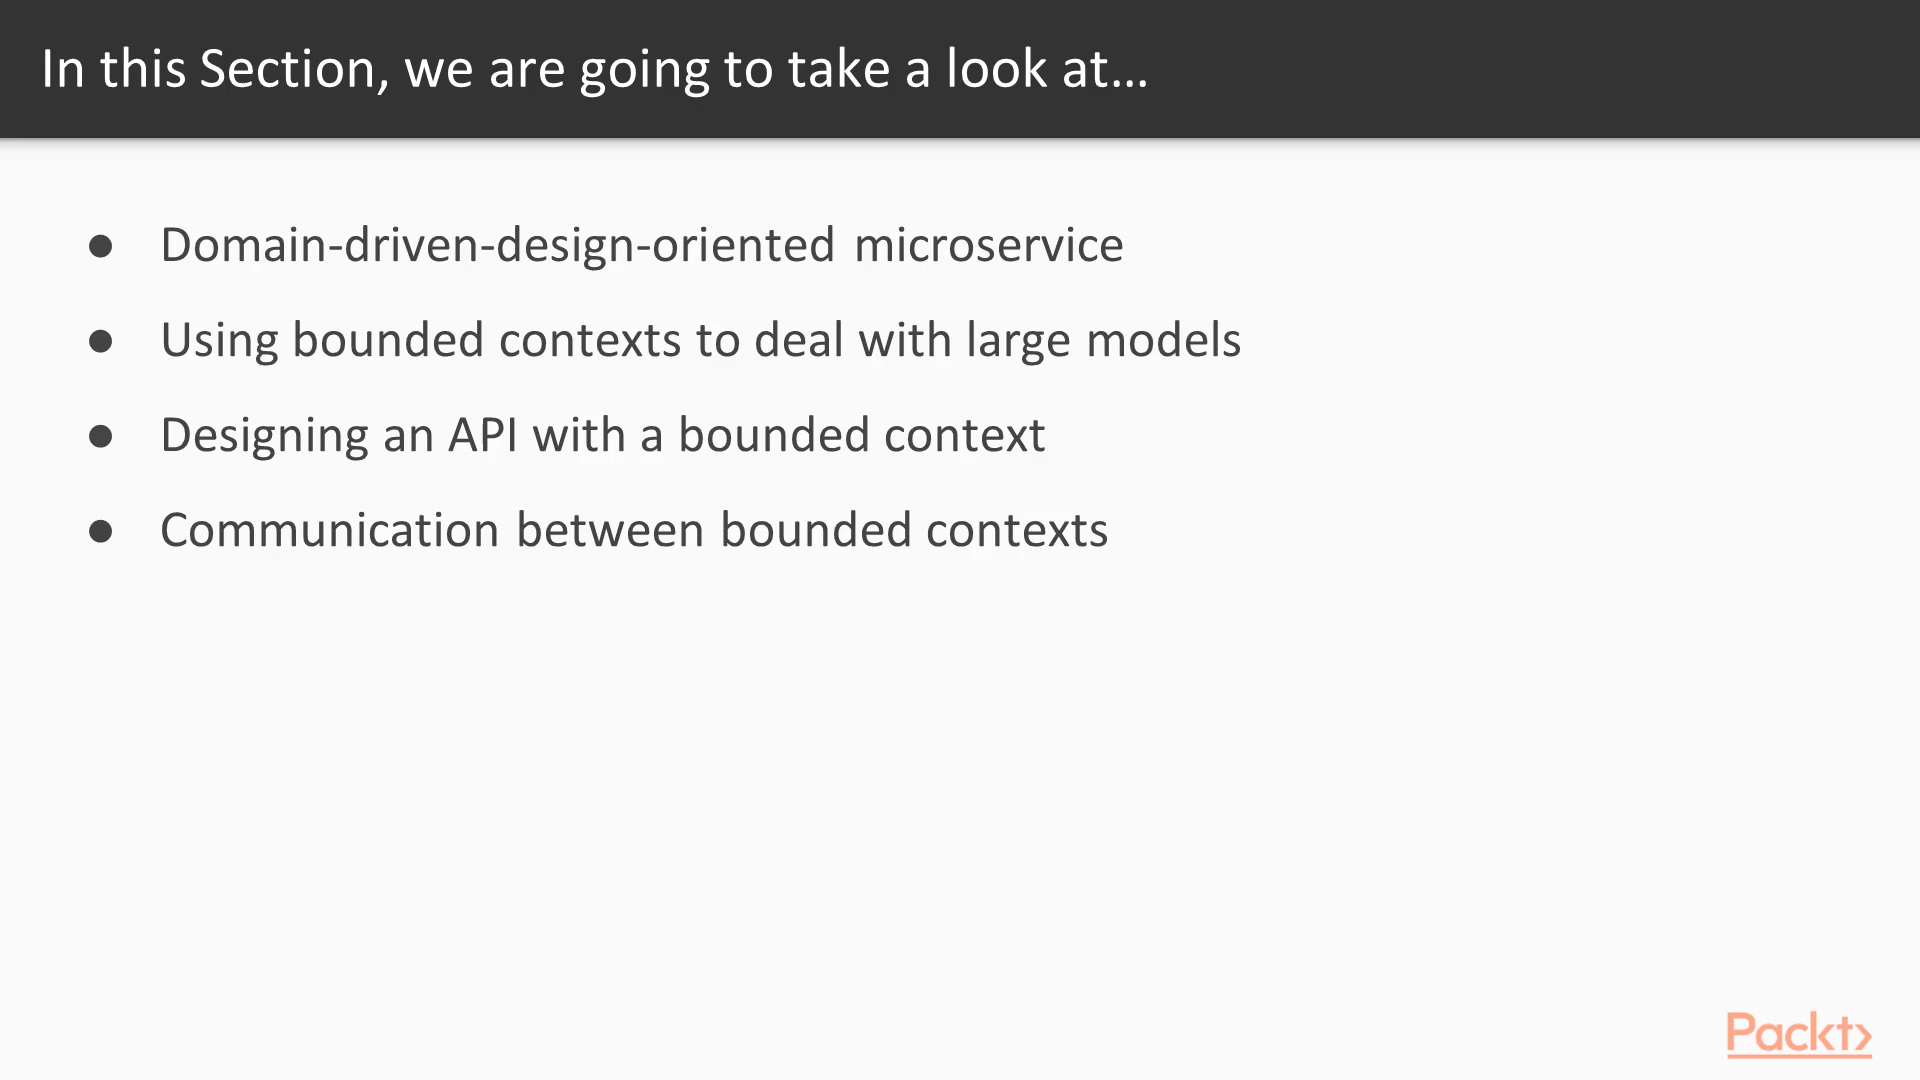 In this Section, we are going to take a look at...
● Domain-driven-design-oriented microservice
● Using bounded contexts to deal with large models
● Designing an API with a bounded context
● Communication between bounded contexts
Packt>